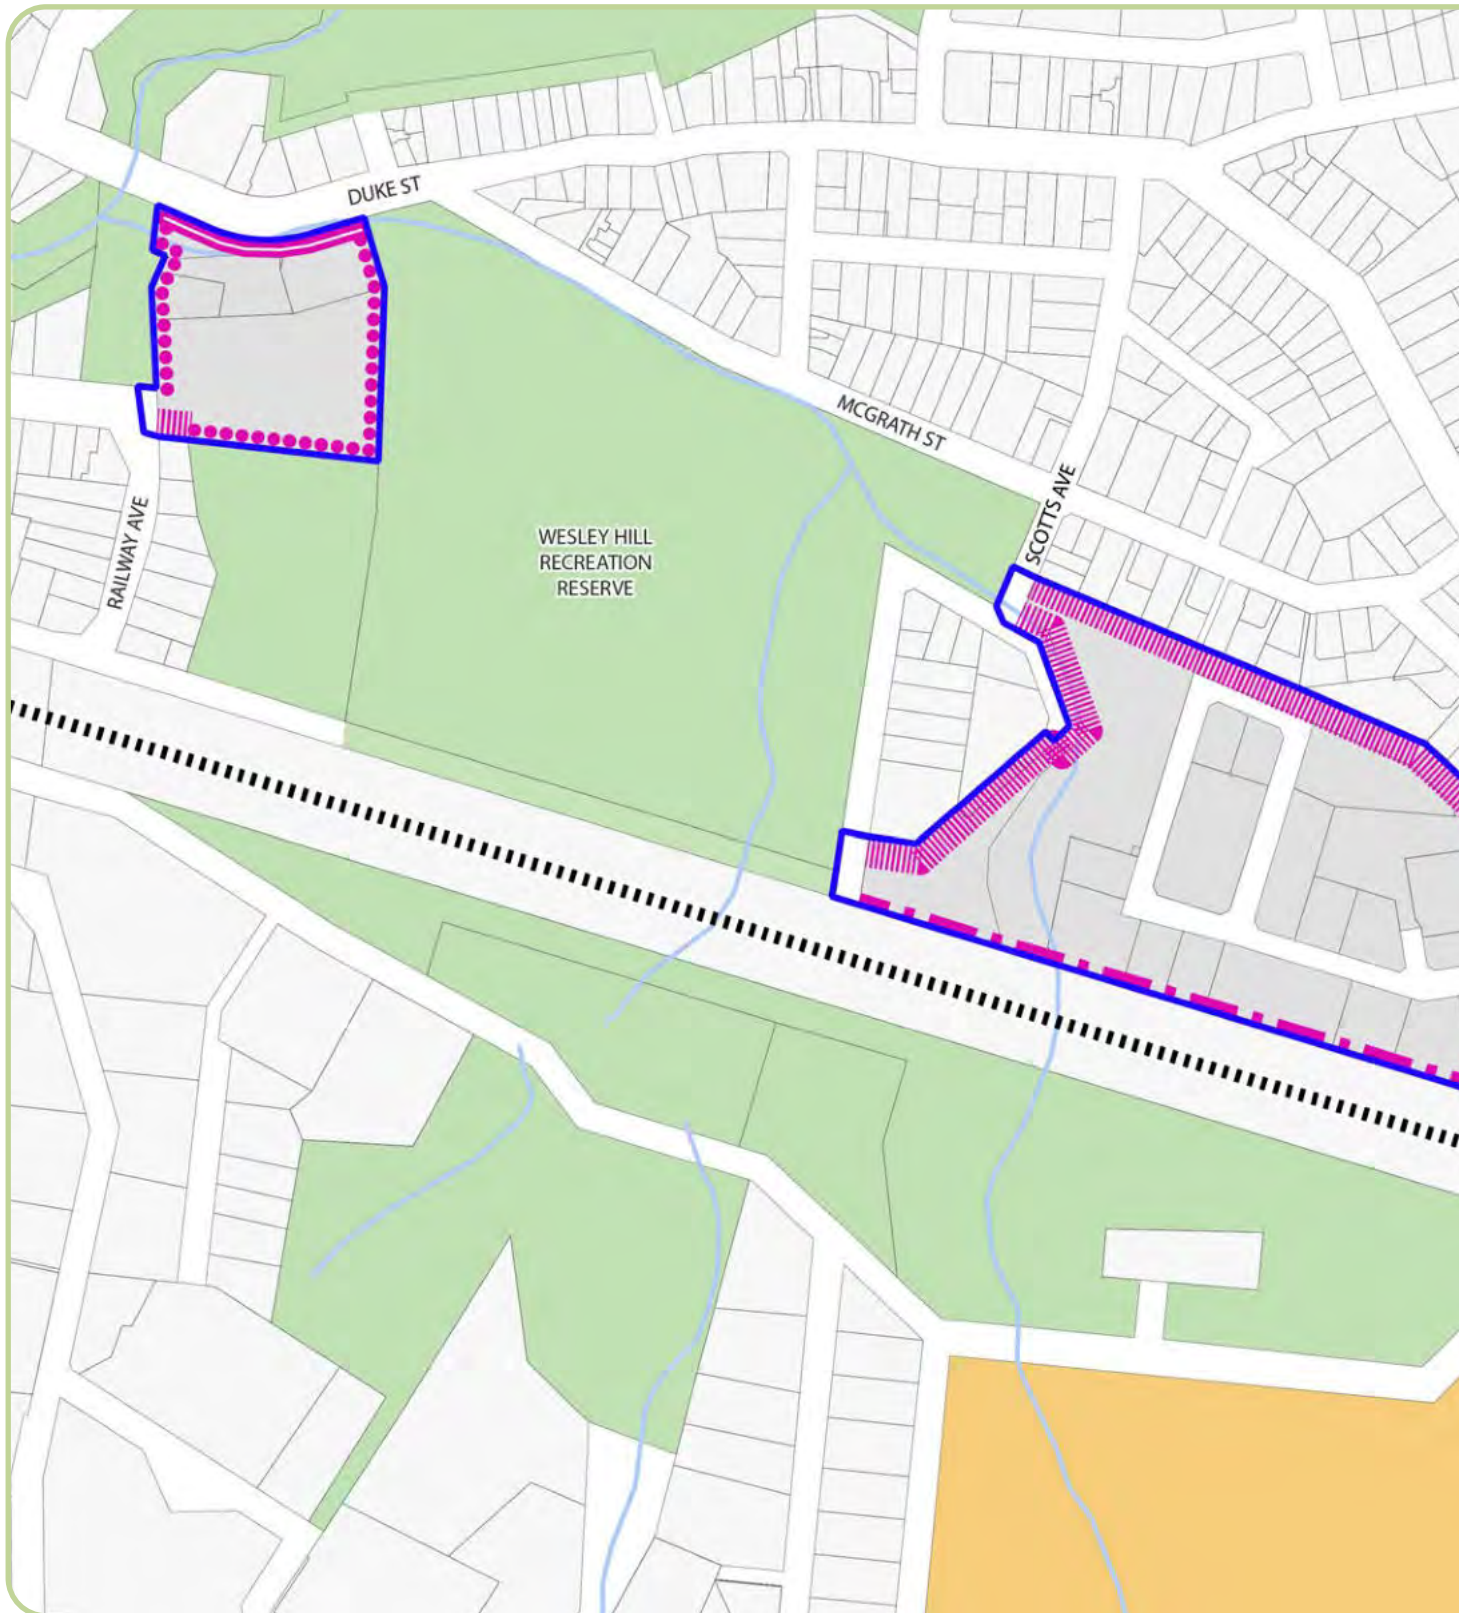 DUKE ST
MCGRATH ST
SCOTTS AVE
RAILWAY AVE
WESLEY HILL
RECREATION
RESERVE